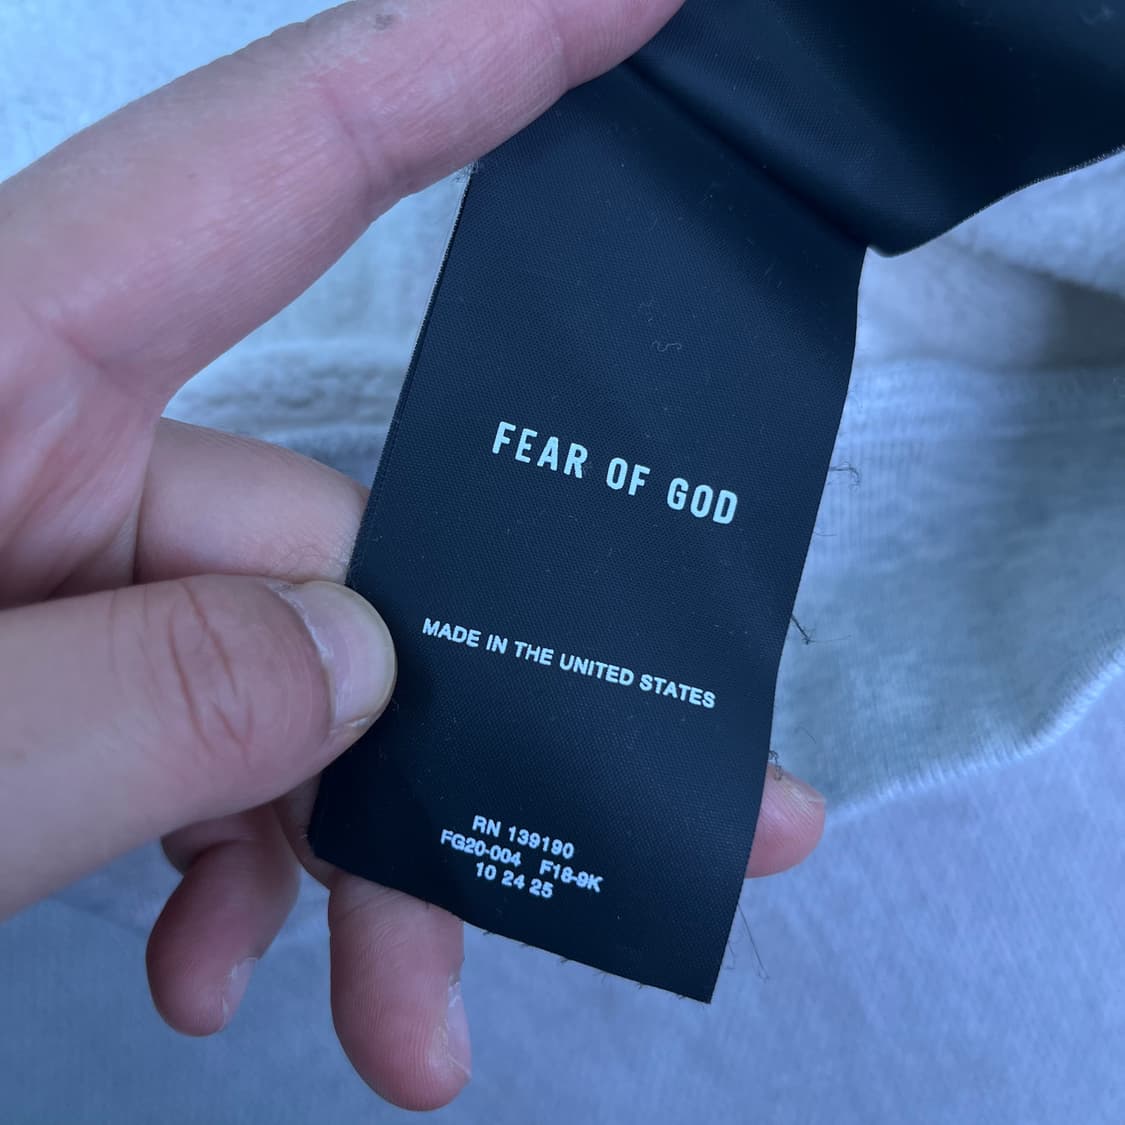 FEAR OF GOD
MADE IN THE UNITED STATES
RN 139190
FG20-004 F18-9K
10 24 25